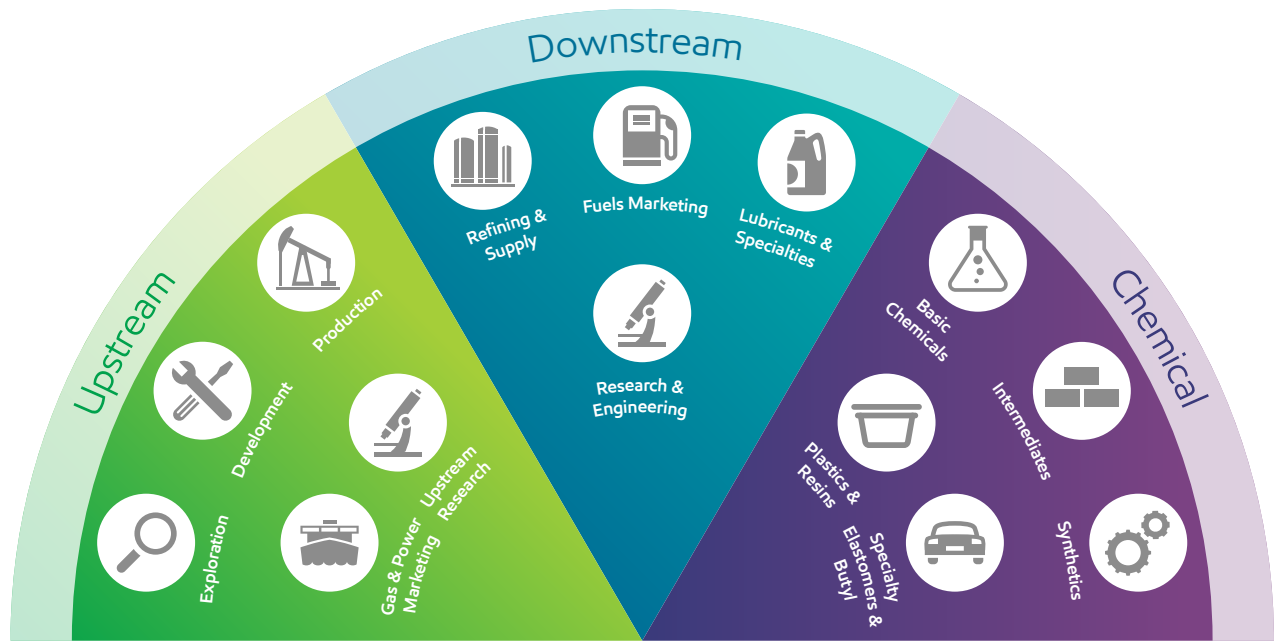 Upstream
Production
Development
Upstream
Research
Exploration
Gas & Power
Marketing
Downstream
Refining &
Supply
Fuels Marketing
Lubricants &
Specialties
Research &
Engineering
Chemical
Basic
Chemicals
Intermediates
Plastics &
Resins
Specialty
Elastomers &
Butyl
Synthetics